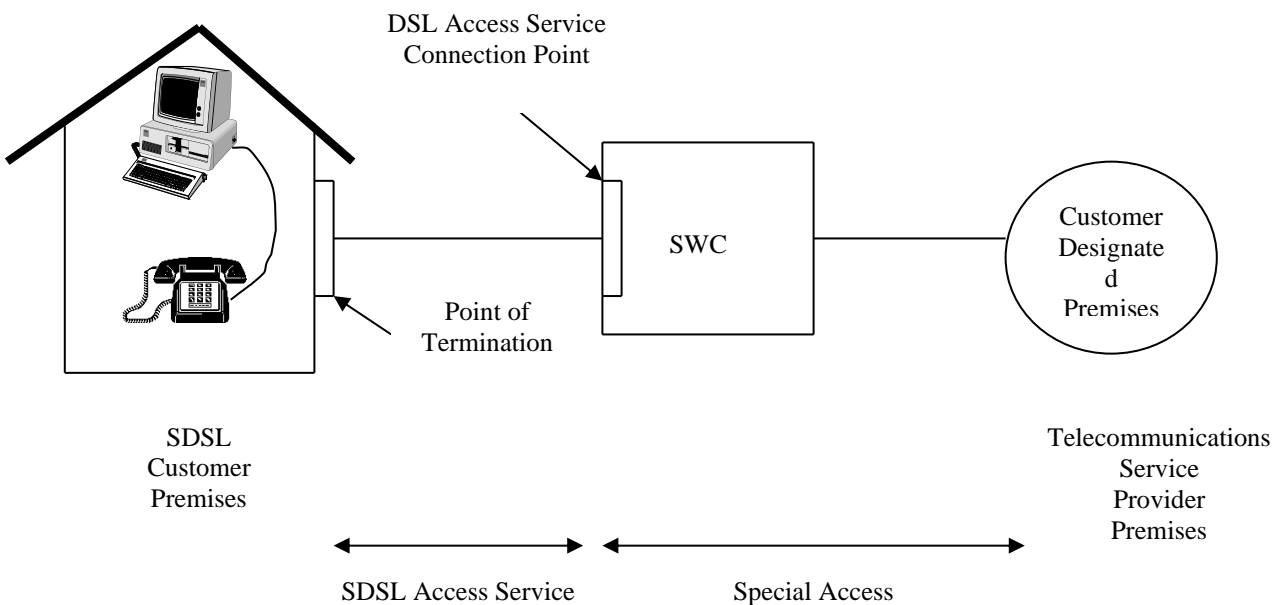 DSL Access Service
Connection Point
SWC
Customer
Designate
d
Premises
Point of
Termination
SDSL
Customer
Premises
Telecommunications
Service
Provider
Premises
SDSL Access Service
Special Access